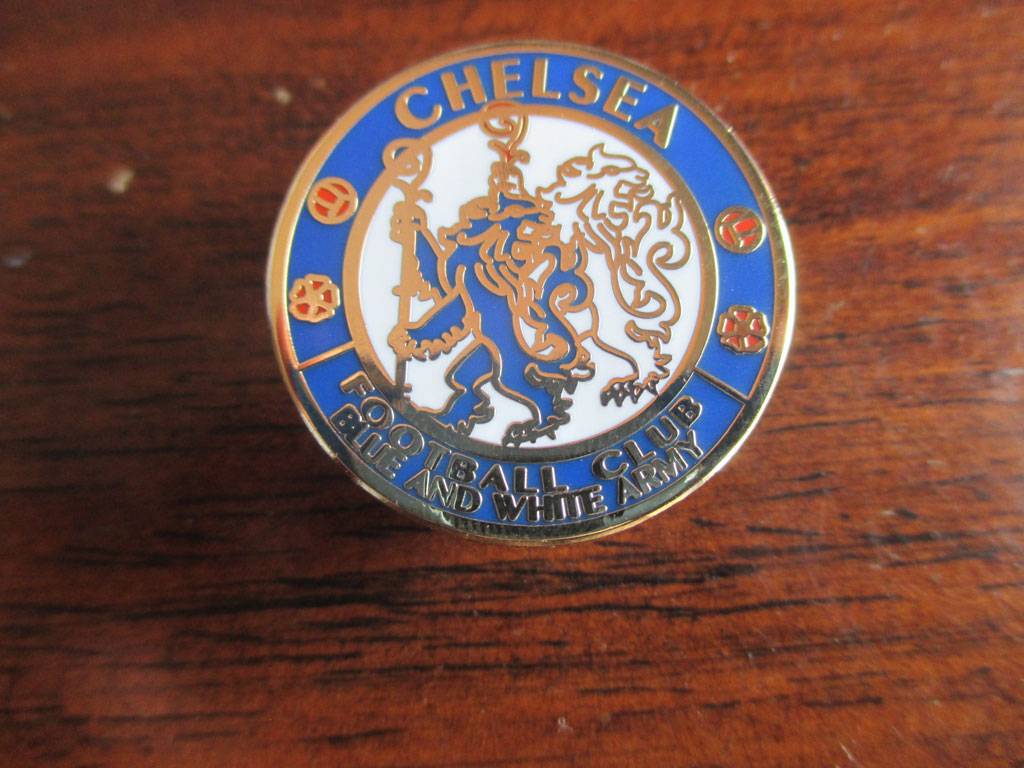 CHELSEA
FOOTBALL CLUB
BLUE AND WHITE ARMY